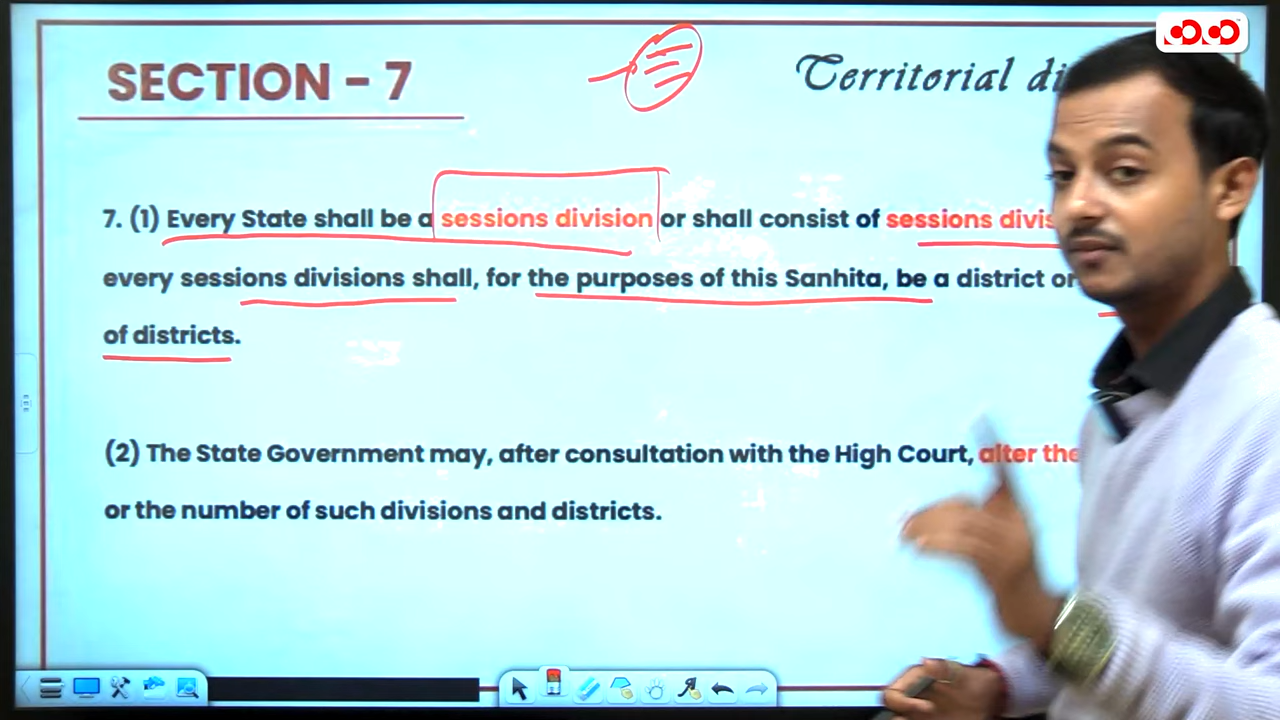 SECTION - 7
Territorial di
7. (1) Every State shall be a sessions division or shall consist of sessions divis
every sessions divisions shall, for the purposes of this Sanhita, be a district or
of districts.
(2) The State Government may, after consultation with the High Court, alter the
or the number of such divisions and districts.